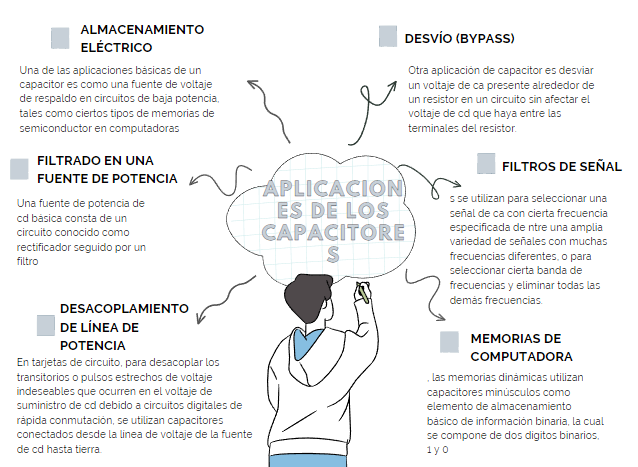 ALMACENAMIENTO
ELÉCTRICO
Una de las aplicaciones básicas de un
capacitor es como una fuente de voltaje
de respaldo en circuitos de baja potencia,
tales como ciertos tipos de memorias de
semiconductor en computadoras
DESVÍO (BYPASS)
Otra aplicación de capacitor es desviar
un voltaje de ca presente alrededor de
un resistor en un circuito sin afectar el
voltaje de cd que haya entre las
terminales del resistor.
FILTRADO EN UNA
FUENTE DE POTENCIA
Una fuente de potencia de
cd básica consta de un
circuito conocido como
rectificador seguido por un
filtro
APLICACION
ES DE LOS
CAPACITORE
S
FILTROS DE SEÑAL
s se utilizan para seleccionar una
señal de ca con cierta frecuencia
especificada de ntre una amplia
variedad de señales con muchas
frecuencias diferentes, o para
seleccionar cierta banda de
frecuencias y eliminar todas las
demás frecuencias.
DESACOPLAMIENTO
DE LÍNEA DE
POTENCIA
En tarjetas de circuito, para desacoplar los
transitorios o pulsos estrechos de voltaje
indeseables que ocurren en el voltaje de
suministro de cd debido a circuitos digitales de
rápida conmutación, se utilizan capacitores
conectados desde la línea de voltaje de la fuente
de cd hasta tierra.
MEMORIAS DE
COMPUTADORA
, las memorias dinámicas utilizan
capacitores minúsculos como
elemento de almacenamiento
básico de información binaria, la cual
se compone de dos dígitos binarios,
1 y 0